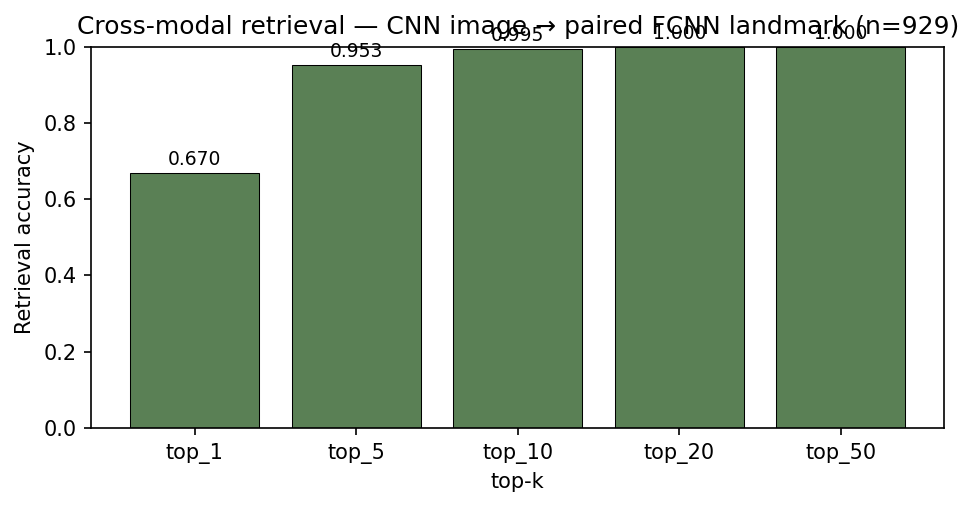 Cross-modal retrieval — CNN image → paired FCNN landmark (n=929)
0.670
0.953
0.995
1.000
1.000
1.0
0.8
0.6
0.4
0.2
0.0
Retrieval accuracy
top_1 top_5 top_10 top_20 top_50
top-k